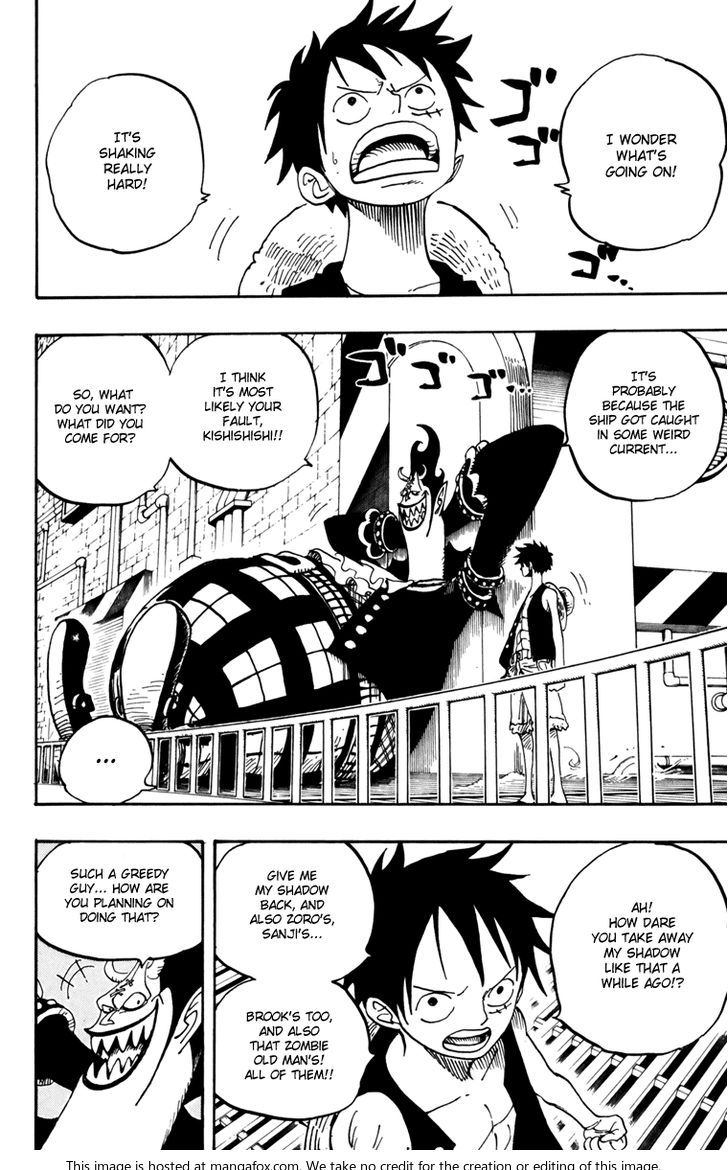 I WONDER
WHAT'S
GOING ON!
ゴゴゴ
IT'S
SHAKING
REALLY
HARD!
IT'S
PROBABLY
BECAUSE THE
SHIP GOT CAUGHT
IN SOME WEIRD
CURRENT...
ゴゴゴ
I THINK
IT'S MOST
LIKELY YOUR
FAULT,
KISHISHISHI!!
SO, WHAT
DO YOU WANT?
WHAT DID YOU
COME FOR?
...
AH!
HOW DARE
YOU TAKE AWAY
MY SHADOW
LIKE THAT A
WHILE AGO!?
GIVE ME
MY SHADOW
BACK, AND
ALSO ZORO'S,
SANJI'S...
BROOK'S TOO,
AND ALSO
THAT ZOMBIE
OLD MAN'S!
ALL OF THEM!!
SUCH A GREEDY
GUY... HOW ARE
YOU PLANNING ON
DOING THAT?
This image is hosted at mangafox.com. We take no credit for the creation or editing of this image.